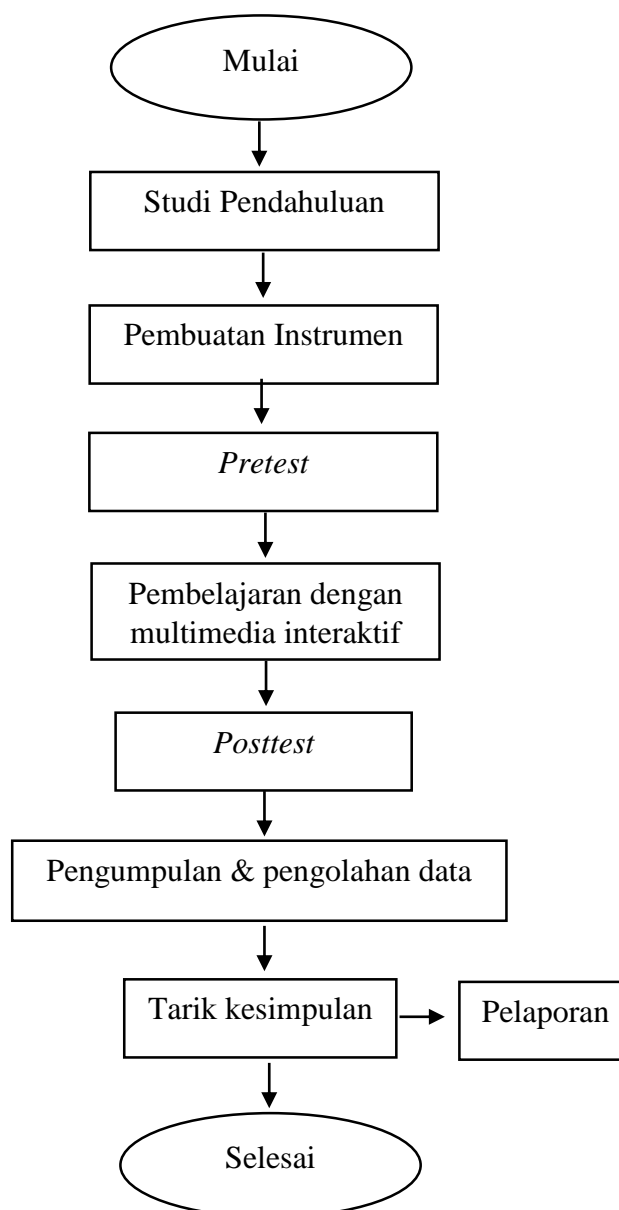 Mulai
Studi Pendahuluan
Pembuatan Instrumen
Pretest
Pembelajaran dengan
multimedia interaktif
Posttest
Pengumpulan & pengolahan data
Tarik kesimpulan
Pelaporan
Selesai